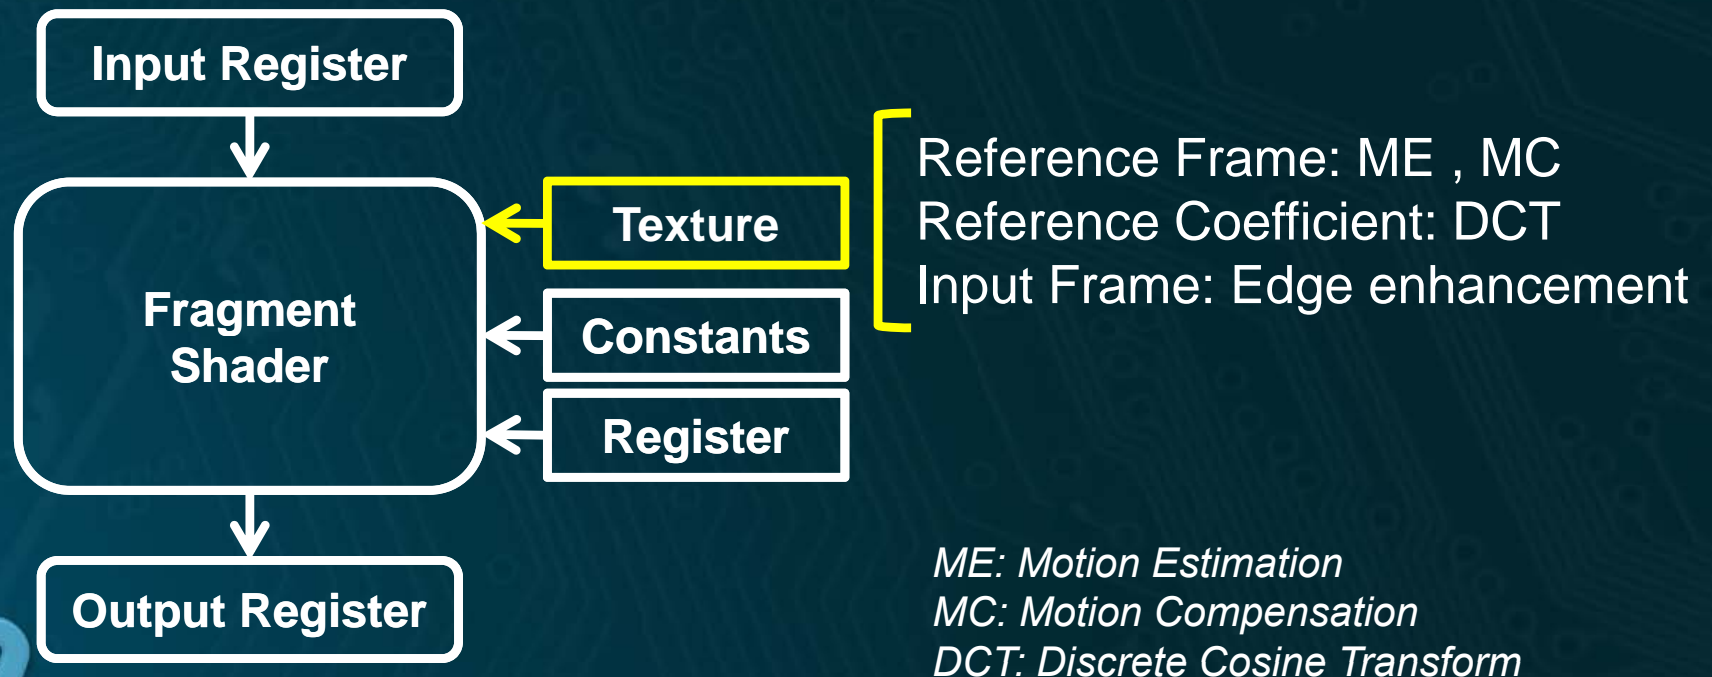 Input Register
Fragment
Shader
Texture
Constants
Register
Output Register
Reference Frame: ME , MC
Reference Coefficient: DCT
Input Frame: Edge enhancement
ME: Motion Estimation
MC: Motion Compensation
DCT: Discrete Cosine Transform